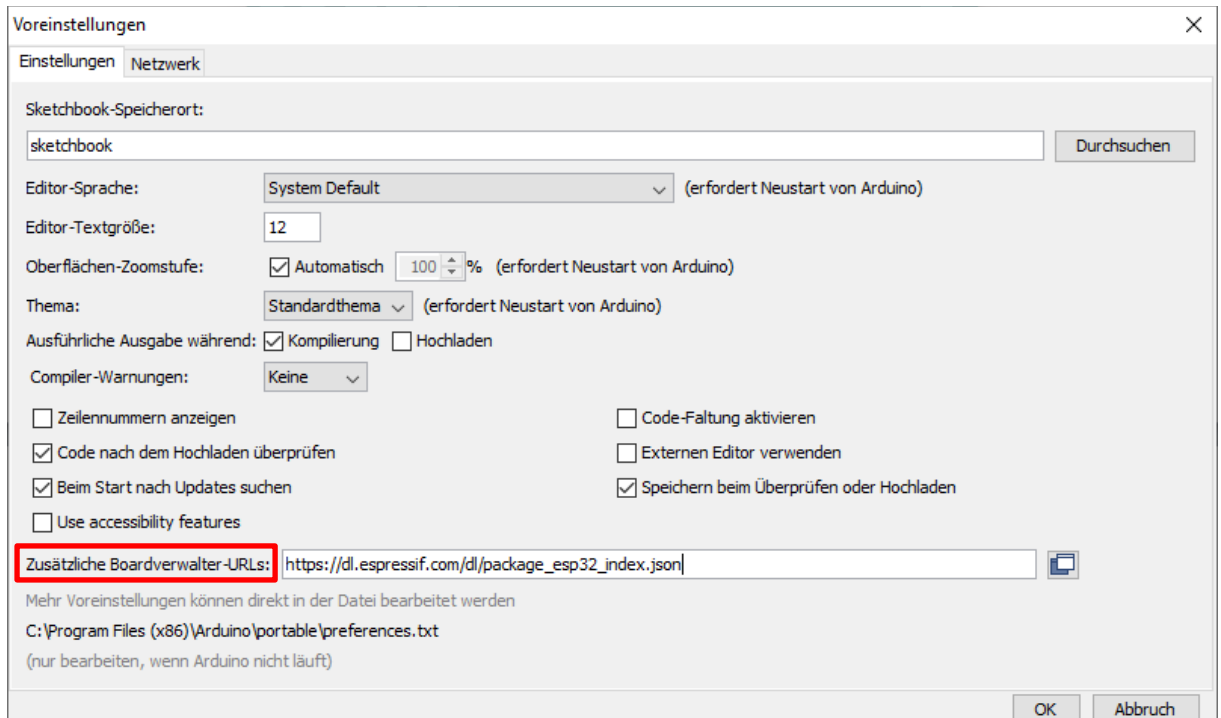 Voreinstellungen
Einstellungen Netzwerk
Sketchbook-Speicherort:
sketchbook Durchsuchen
Editor-Sprache: System Default (erfordert Neustart von Arduino)
Editor-Textgröße: 12
Oberflächen-Zoomstufe: Automatisch 100 % (erfordert Neustart von Arduino)
Thema: Standardthema (erfordert Neustart von Arduino)
Ausführliche Ausgabe während: Kompilierung Hochladen
Compiler-Warnungen: Keine
Zeilennummern anzeigen Code-Faltung aktivieren
Code nach dem Hochladen überprüfen Externen Editor verwenden
Beim Start nach Updates suchen Speichern beim Überprüfen oder Hochladen
Use accessibility features
Zusätzliche Boardverwalter-URLs: https://dl.espressif.com/dl/package_esp32_index.json
Mehr Voreinstellungen können direkt in der Datei bearbeitet werden
C:\Program Files (x86)\Arduino\portable\preferences.txt
(nur bearbeiten, wenn Arduino nicht läuft)
OK Abbruch